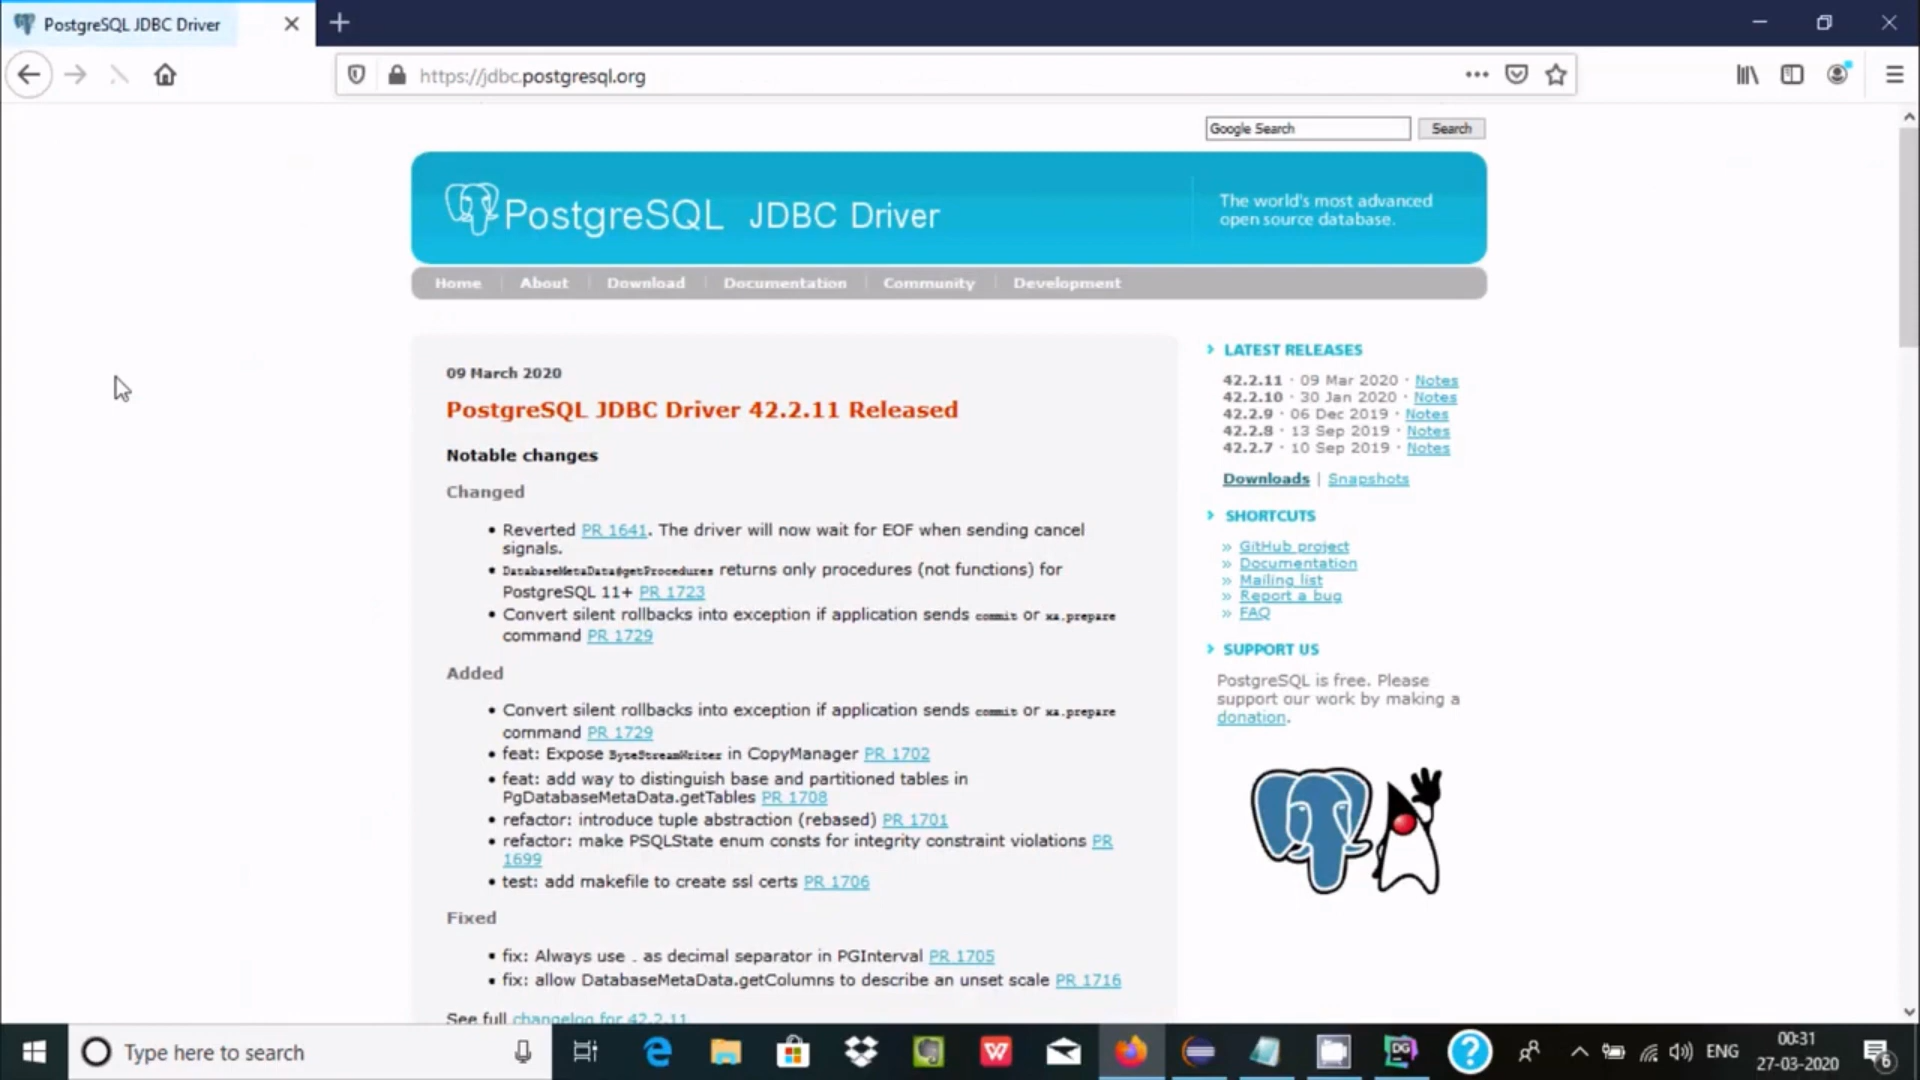 PostgreSQL JDBC Driver
https://jdbc.postgresql.org
Google Search Search
PostgreSQL JDBC Driver
The world's most advanced
open source database.
Home About Download Documentation Community Development
09 March 2020
PostgreSQL JDBC Driver 42.2.11 Released
Notable changes
Changed
• Reverted PR 1641. The driver will now wait for EOF when sending cancel
signals.
• DatabaseMetaData#getProcedures returns only procedures (not functions) for
PostgreSQL 11+ PR 1723
• Convert silent rollbacks into exception if application sends commit or xa.prepare
command PR 1729
Added
• Convert silent rollbacks into exception if application sends commit or xa.prepare
command PR 1729
• feat: Expose ByteStreamWriter in CopyManager PR 1702
• feat: add way to distinguish base and partitioned tables in
PgDatabaseMetaData.getTables PR 1708
• refactor: introduce tuple abstraction (rebased) PR 1701
• refactor: make PSQLState enum consts for integrity constraint violations PR
1699
• test: add makefile to create ssl certs PR 1706
Fixed
• fix: Always use . as decimal separator in PGInterval PR 1705
• fix: allow DatabaseMetaData.getColumns to describe an unset scale PR 1716
See full changelog for 42.2.11
LATEST RELEASES
42.2.11 · 09 Mar 2020 · Notes
42.2.10 · 30 Jan 2020 · Notes
42.2.9 · 06 Dec 2019 · Notes
42.2.8 · 13 Sep 2019 · Notes
42.2.7 · 10 Sep 2019 · Notes
Downloads | Snapshots
SHORTCUTS
» GitHub project
» Documentation
» Mailing list
» Report a bug
» FAQ
SUPPORT US
PostgreSQL is free. Please
support our work by making a
donation.
Type here to search
W
DG
?
ENG
00:31
27-03-2020
6